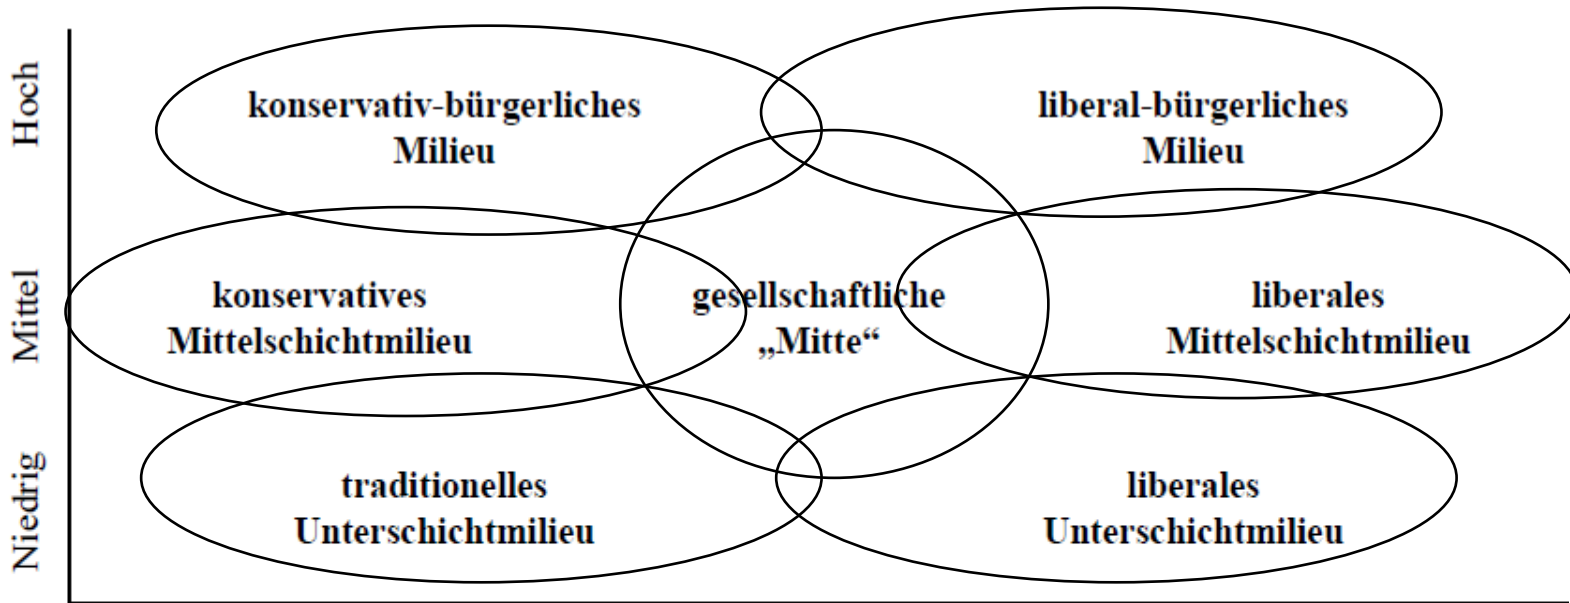 Hoch
konservativ-bürgerliches
Milieu
liberal-bürgerliches
Milieu
Mittel
konservatives
Mittelschichtmilieu
gesellschaftliche
„Mitte“
liberales
Mittelschichtmilieu
Niedrig
traditionelles
Unterschichtmilieu
liberales
Unterschichtmilieu